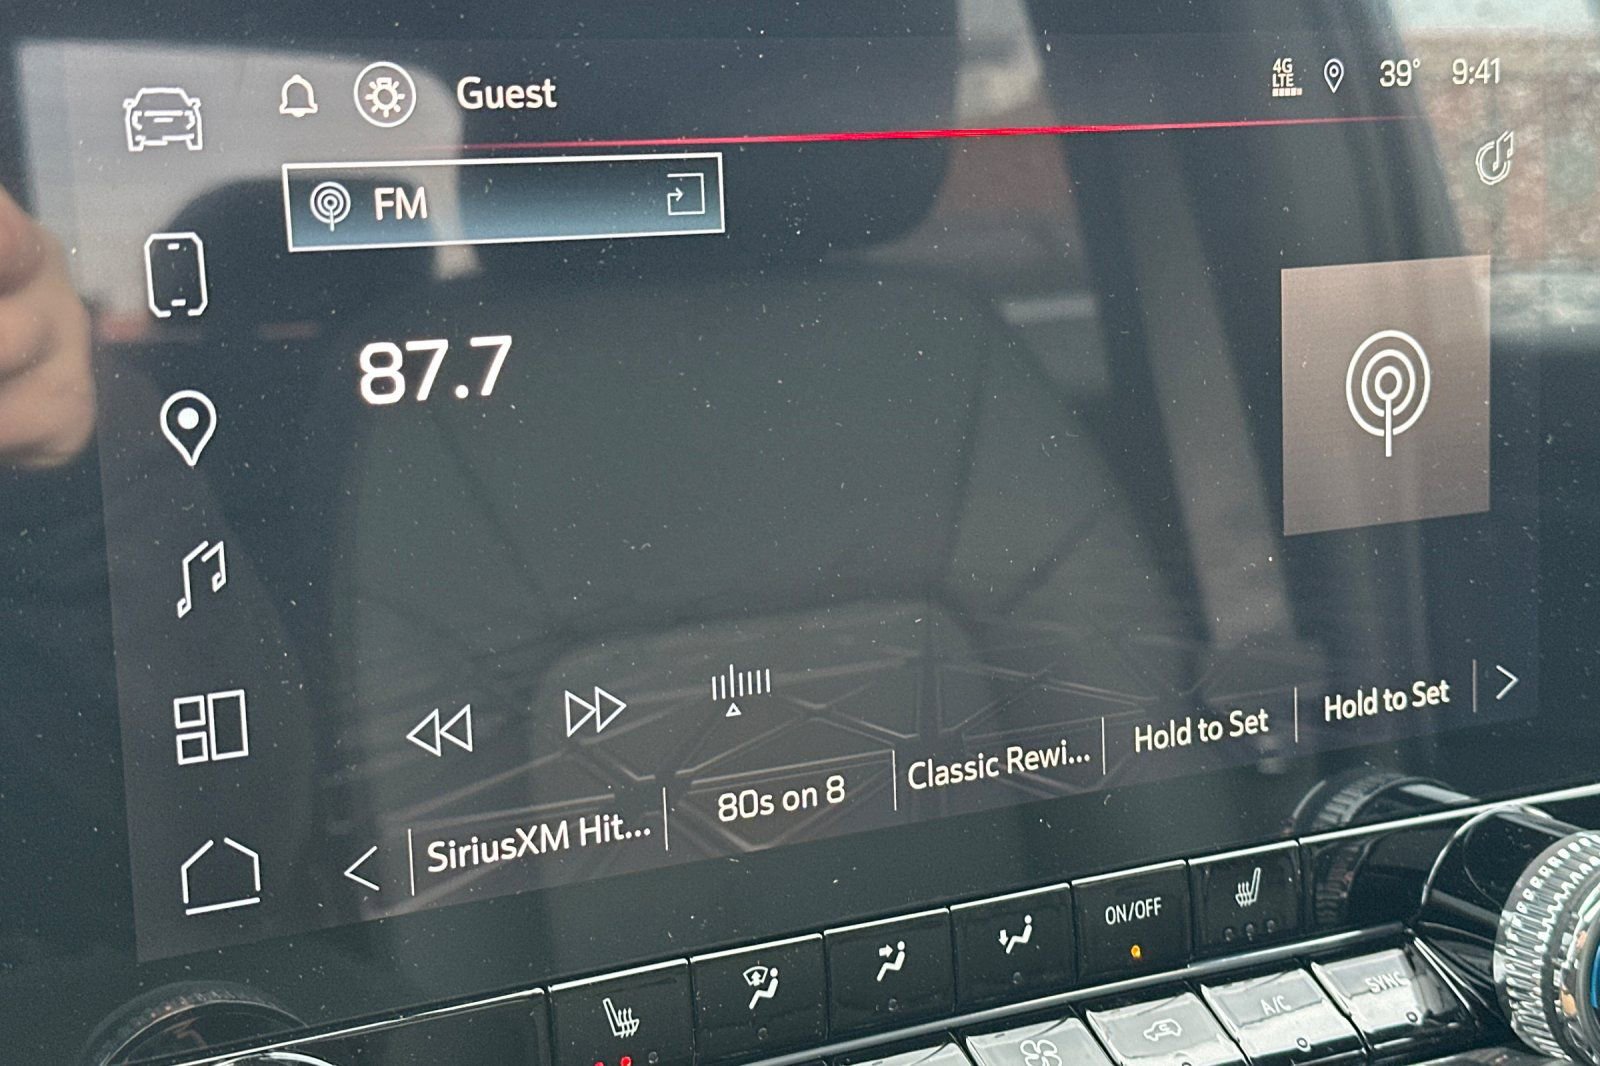 Guest
4G
LTE
39°
9:41
FM
87.7
SiriusXM Hit...
80s on 8
Classic Rewi...
Hold to Set
Hold to Set
ON/OFF
A/C
SYNC